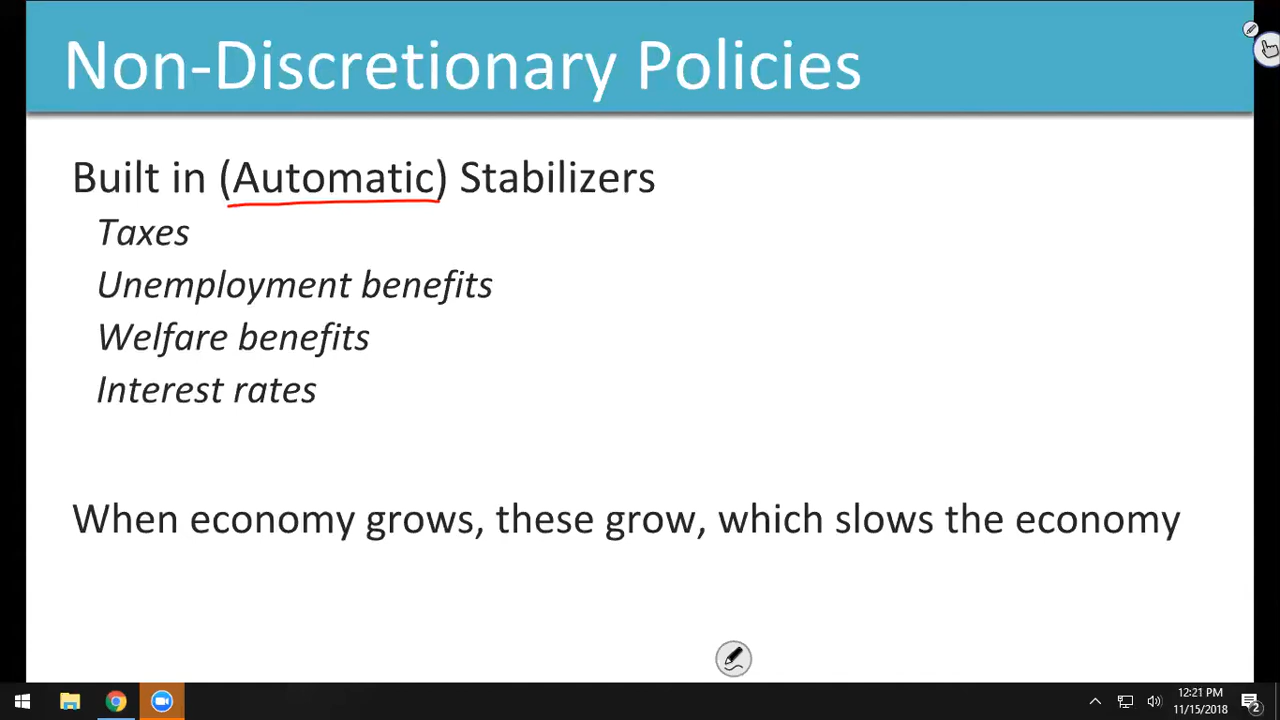 Non-Discretionary Policies
Built in (Automatic) Stabilizers
Taxes
Unemployment benefits
Welfare benefits
Interest rates
When economy grows, these grow, which slows the economy
12:21 PM
11/15/2018
2